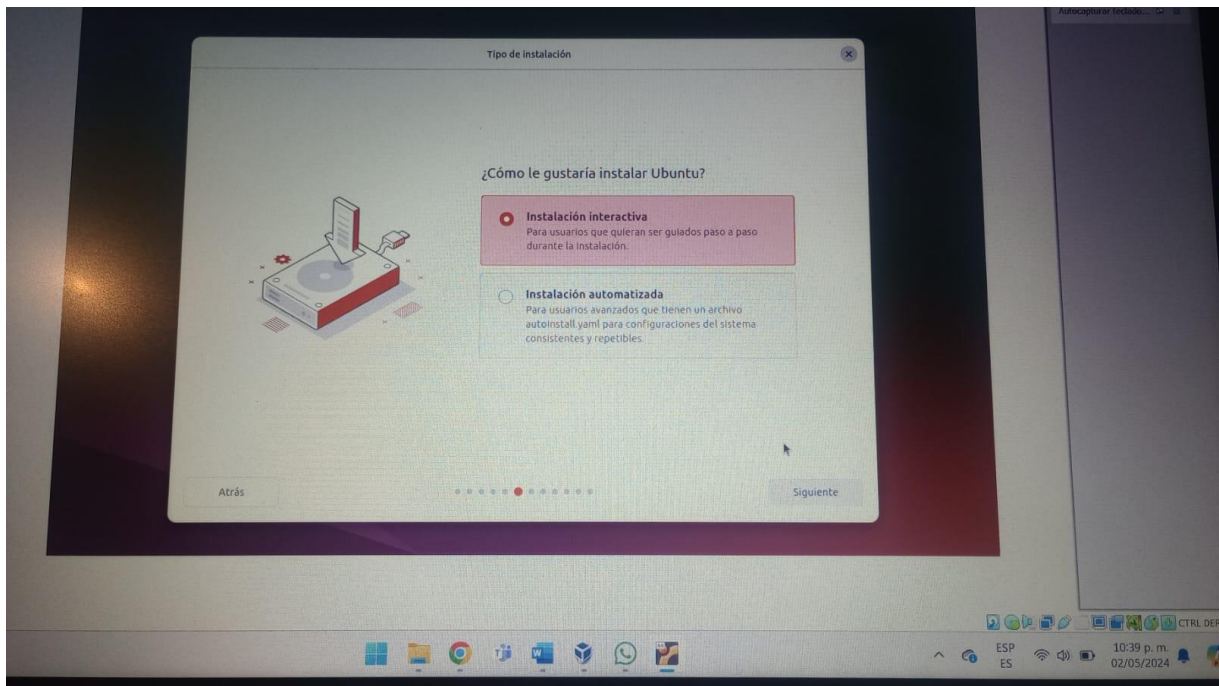 Autocapturar teclado...
Tipo de instalación
¿Cómo le gustaría instalar Ubuntu?
Instalación interactiva
Para usuarios que quieran ser guiados paso a paso
durante la instalación.
Instalación automatizada
Para usuarios avanzados que tienen un archivo
autoinstall.yaml para configuraciones del sistema
consistentes y repetibles.
Atrás
Siguiente
CTRL DER
ESP
ES
10:39 p. m.
02/05/2024